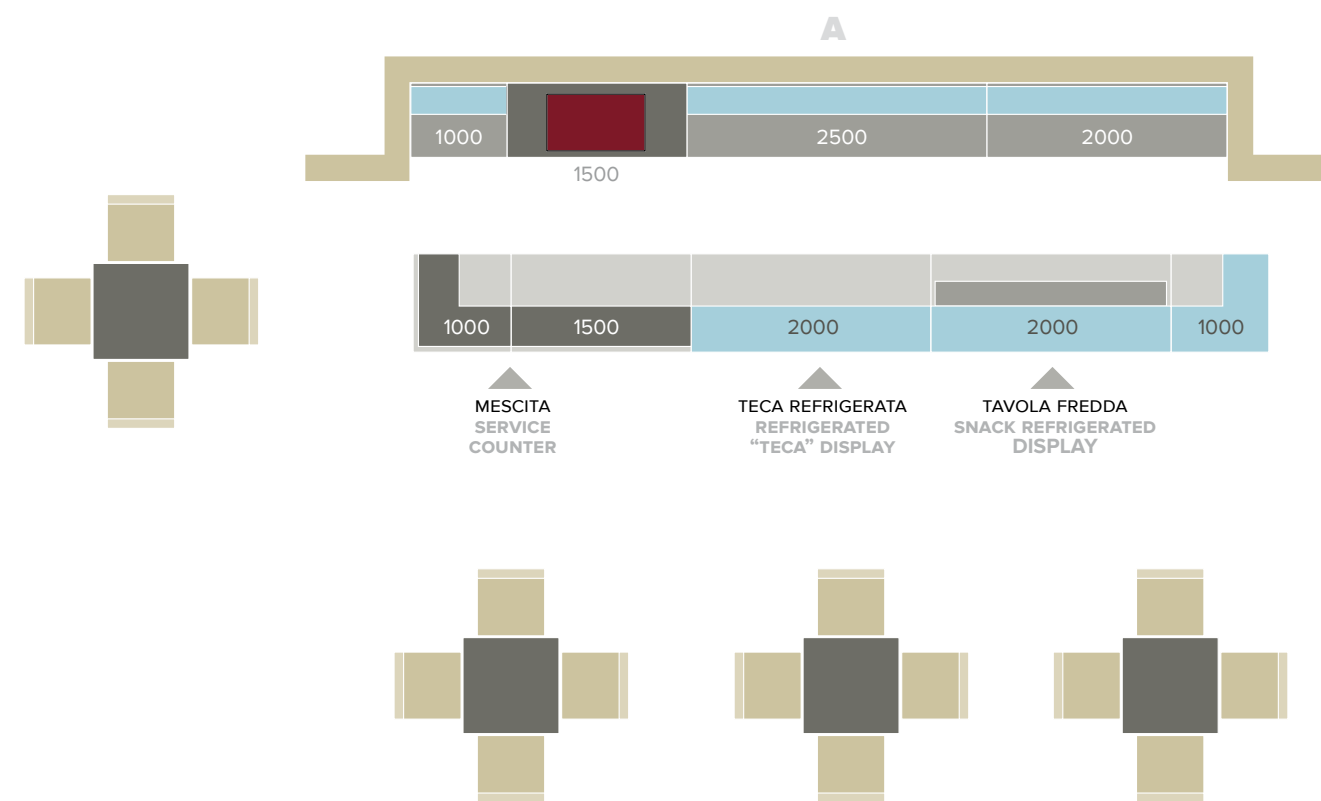 A
1000
2500
2000
1500
1000
1500
2000
2000
1000
MESCITA
SERVICE
COUNTER
TECA REFRIGERATA
REFRIGERATED
“TECA” DISPLAY
TAVOLA FREDDA
SNACK REFRIGERATED
DISPLAY